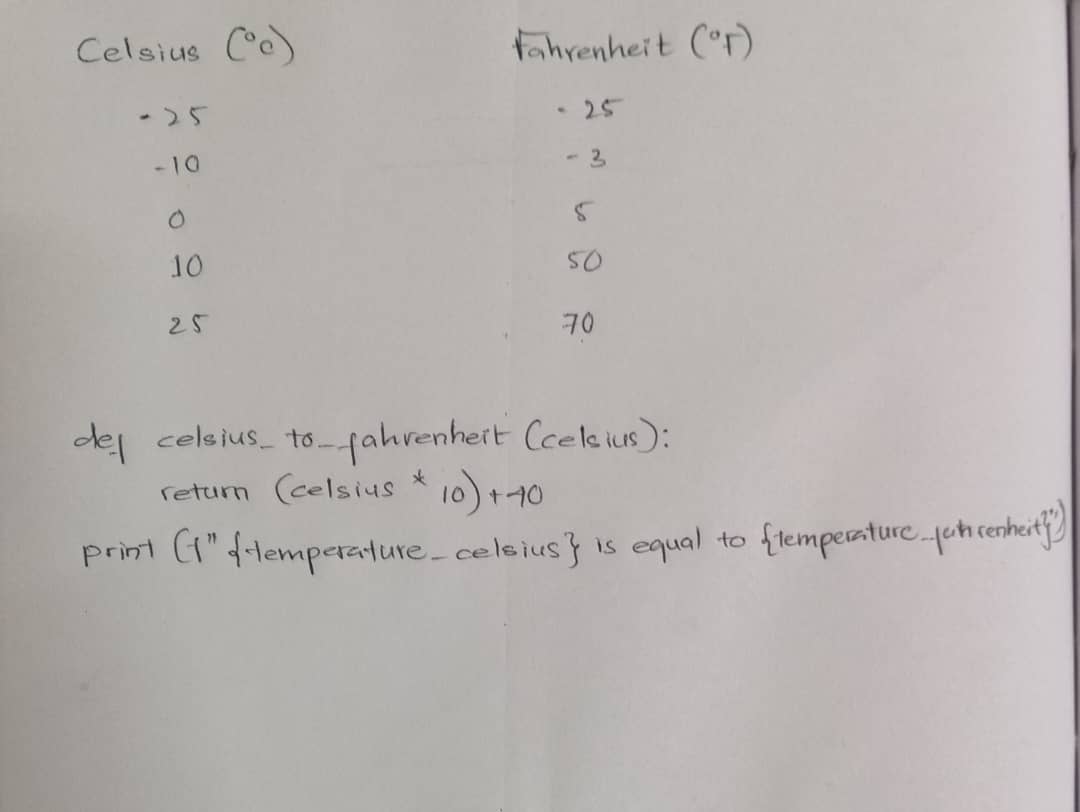 Celsius (°C) Fahrenheit (°F)
-25 -25
-10 -3
0 5
10 50
25 70
def celsius_to_fahrenheit (celsius):
return (celsius * 10) + 40
print (f"{temperature_celsius} is equal to {temperature_fahrenheit}")